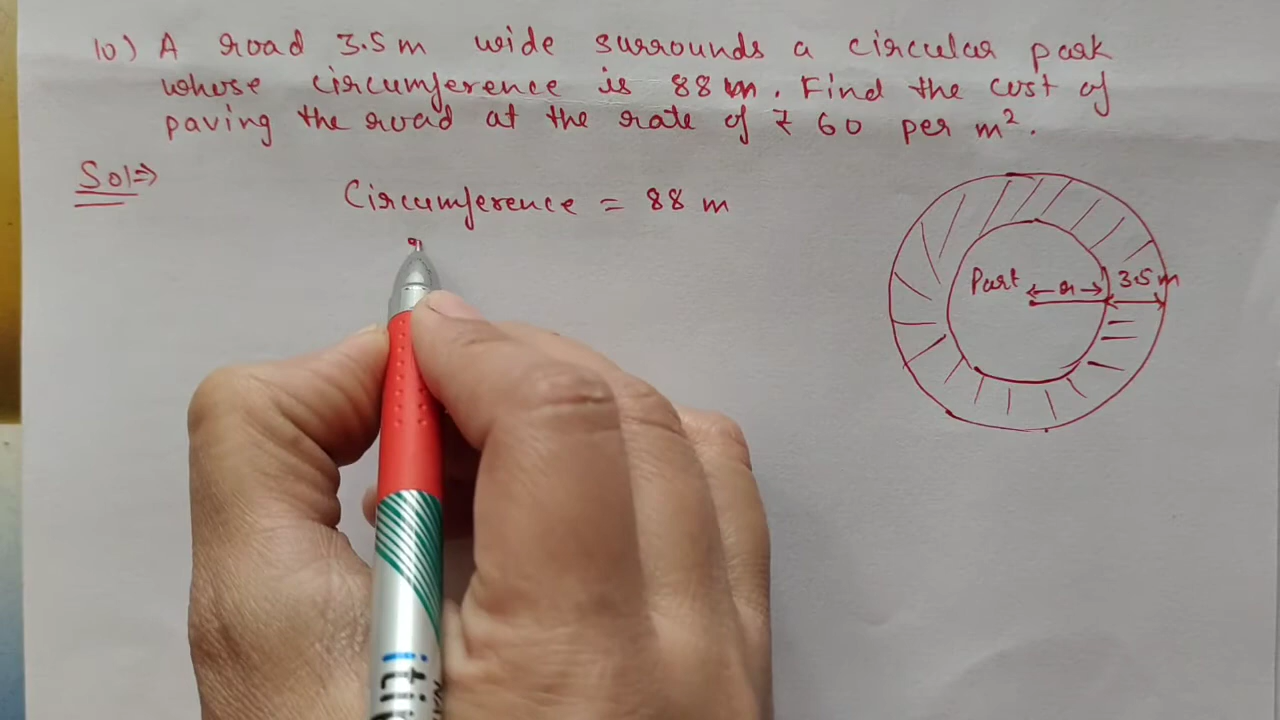 10) A road 3.5 m wide surrounds a circular park
whose circumference is 88 m. Find the cost of
paving the road at the rate of ₹ 60 per m².
Sol⇒
Circumference = 88 m
Park
r
3.5 m